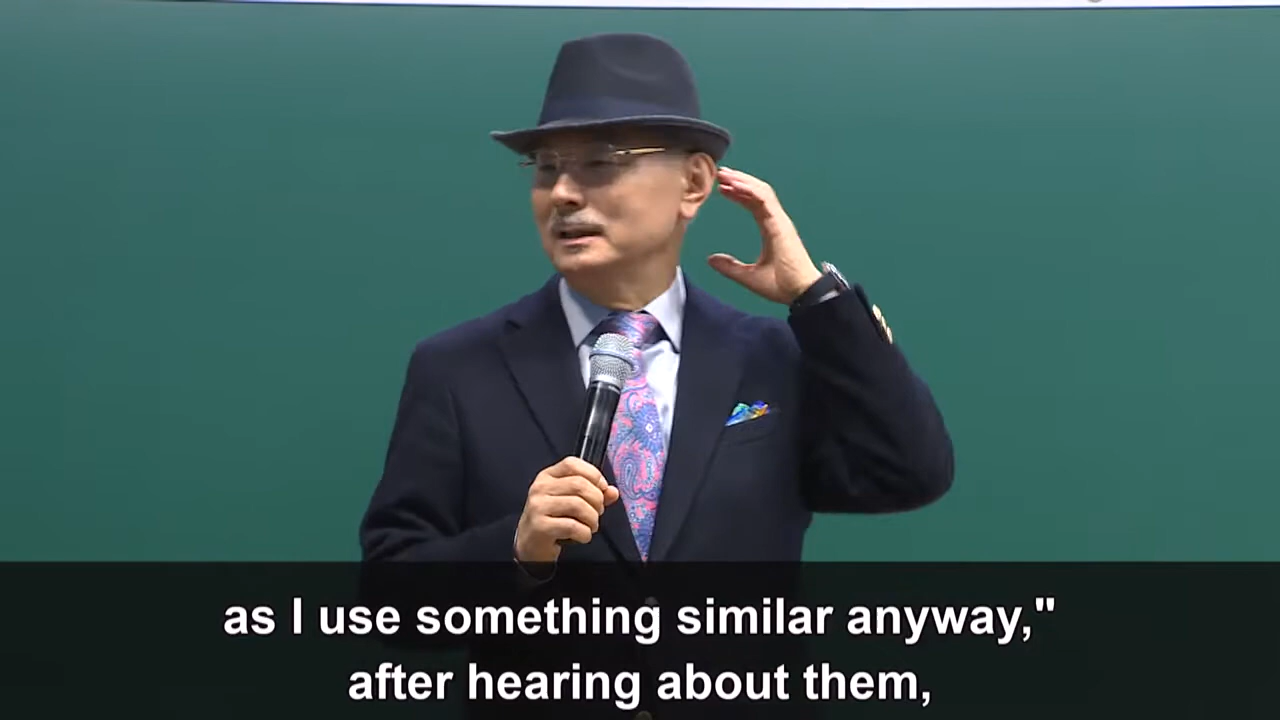 as I use something similar anyway,"
after hearing about them,